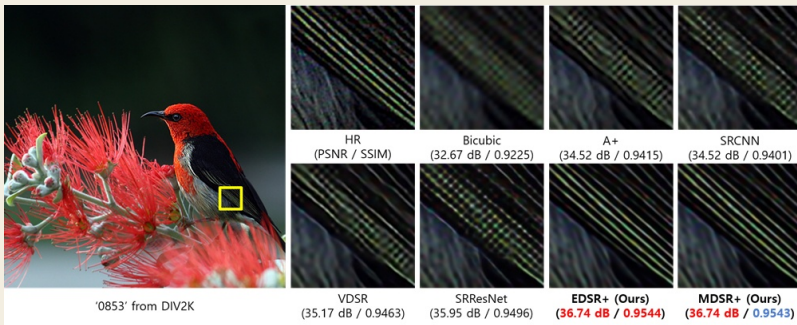 HR
(PSNR / SSIM)
Bicubic
(32.67 dB / 0.9225)
A+
(34.52 dB / 0.9415)
SRCNN
(34.52 dB / 0.9401)
'0853' from DIV2K
VDSR
(35.17 dB / 0.9463)
SRResNet
(35.95 dB / 0.9496)
EDSR+ (Ours)
(36.74 dB / 0.9544)
MDSR+ (Ours)
(36.74 dB / 0.9543)